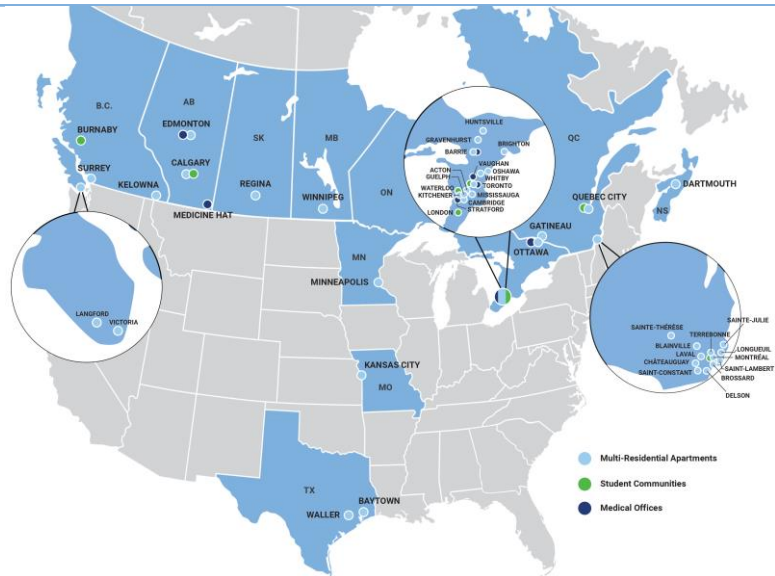 B.C.
AB
SK
MB
ON
QC
NS
BURNABY
EDMONTON
SURREY
CALGARY
KELOWNA
MEDICINE HAT
REGINA
WINNIPEG
HUNTSVILLE
GRAVENHURST
BARRIE
BRIGHTON
VAUGHAN
ACTON
OSHAWA
GUELPH
WHITBY
WATERLOO
TORONTO
KITCHENER
MISSISSAUGA
CAMBRIDGE
LONDON
STRATFORD
GATINEAU
OTTAWA
QUEBEC CITY
DARTMOUTH
LANGFORD
VICTORIA
MN
MINNEAPOLIS
KANSAS CITY
MO
TX
BAYTOWN
WALLER
SAINTE-JULIE
SAINTE-THÉRÈSE
TERREBONNE
BLAINVILLE
LONGUEUIL
LAVAL
MONTRÉAL
CHÂTEAUGUAY
SAINT-LAMBERT
SAINT-CONSTANT
BROSSARD
DELSON
Multi-Residential Apartments
Student Communities
Medical Offices